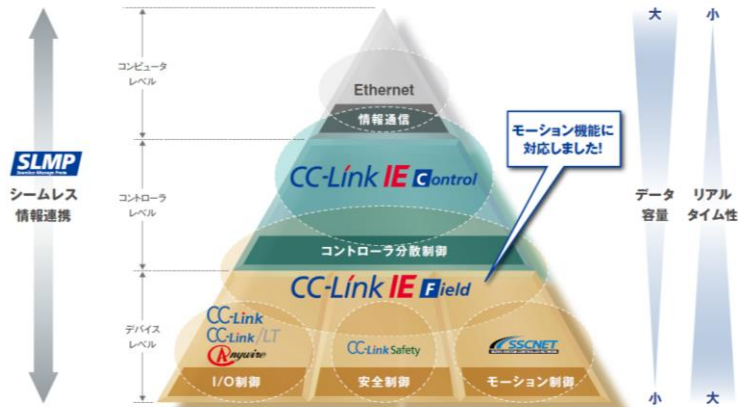 大
小
コンピュータ
レベル
Ethernet
情報通信
モーション機能に
対応しました!
SLMP
シームレス
情報連携
コントローラ
レベル
CC-Link IE Control
データ
容量
リアル
タイム性
コントローラ分散制御
CC-Link IE Field
デバイス
レベル
CC-Link
CC-Link/LT
Anywire
CC-Link Safety
SSCNET
I/O制御
安全制御
モーション制御
小
大